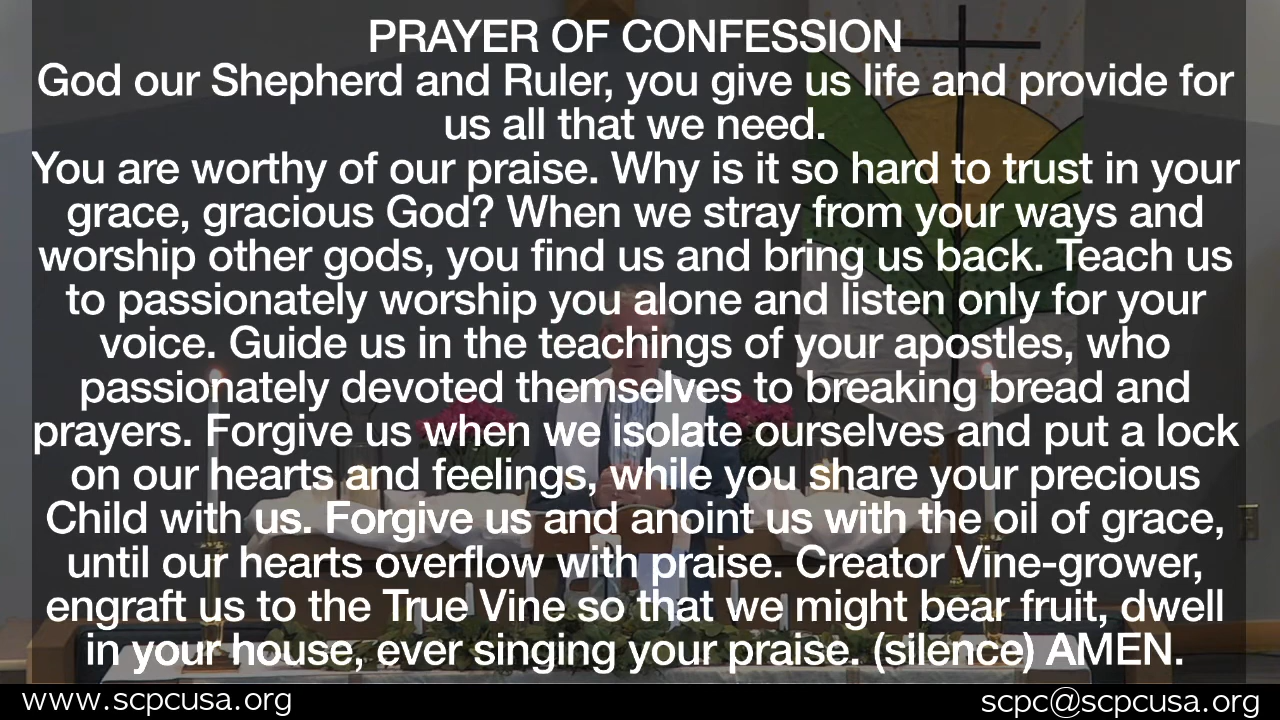 PRAYER OF CONFESSION
God our Shepherd and Ruler, you give us life and provide for
us all that we need.
You are worthy of our praise. Why is it so hard to trust in your
grace, gracious God? When we stray from your ways and
worship other gods, you find us and bring us back. Teach us
to passionately worship you alone and listen only for your
voice. Guide us in the teachings of your apostles, who
passionately devoted themselves to breaking bread and
prayers. Forgive us when we isolate ourselves and put a lock
on our hearts and feelings, while you share your precious
Child with us. Forgive us and anoint us with the oil of grace,
until our hearts overflow with praise. Creator Vine-grower,
engraft us to the True Vine so that we might bear fruit, dwell
in your house, ever singing your praise. (silence) AMEN.
www.scpcusa.org
scpc@scpcusa.org